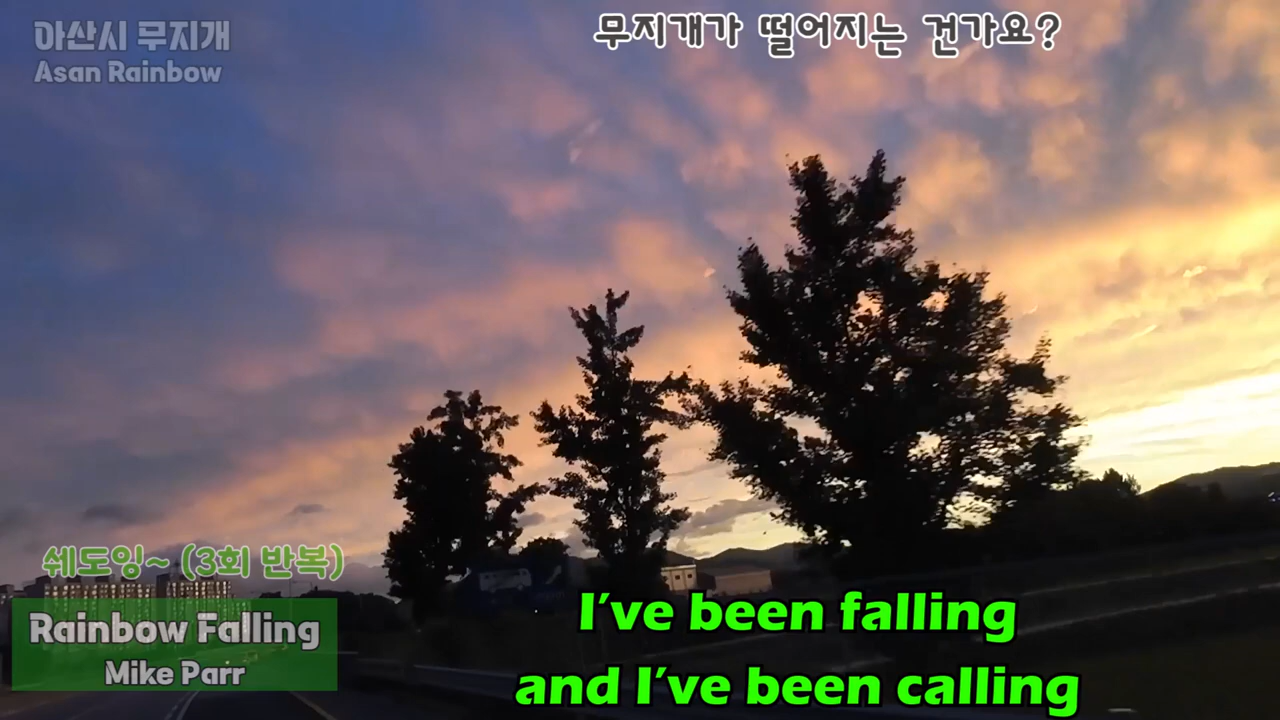 아산시 무지개
Asan Rainbow
무지개가 떨어지는 건가요?
쉐도잉~ (3회 반복)
Rainbow Falling
Mike Parr
I've been falling
and I've been calling